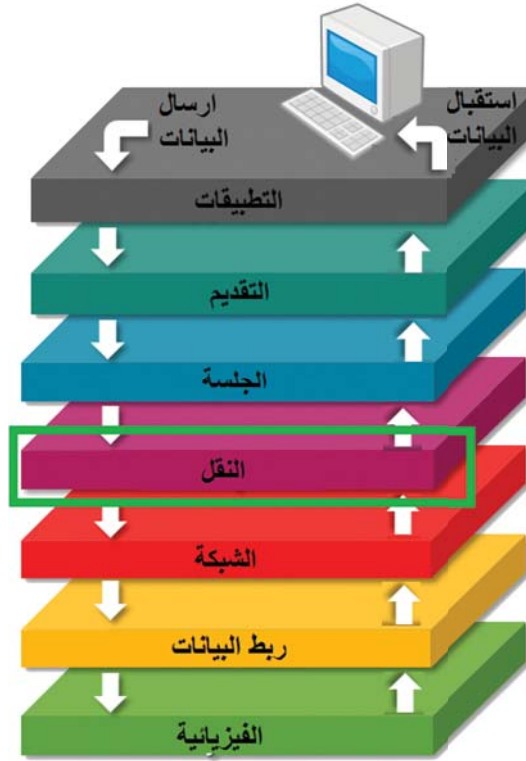 استقبال
البيانات
ارسال
البيانات
التطبيقات
التقديم
الجلسة
النقل
الشبكة
ربط البيانات
الفيزيائية